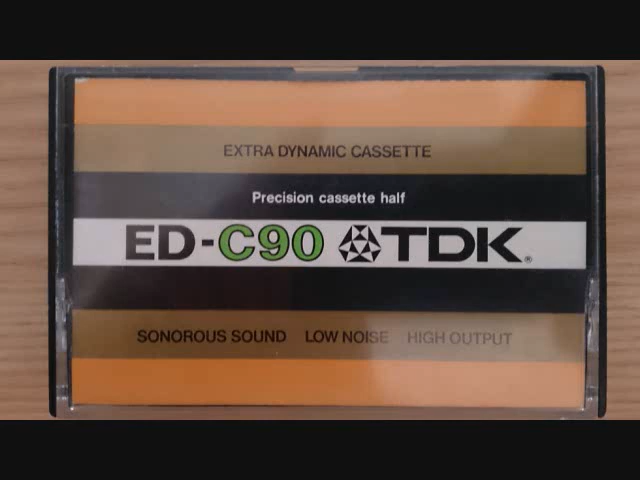 EXTRA DYNAMIC CASSETTE
Precision cassette half
ED-C90 TDK®
SONOROUS SOUND LOW NOISE HIGH OUTPUT